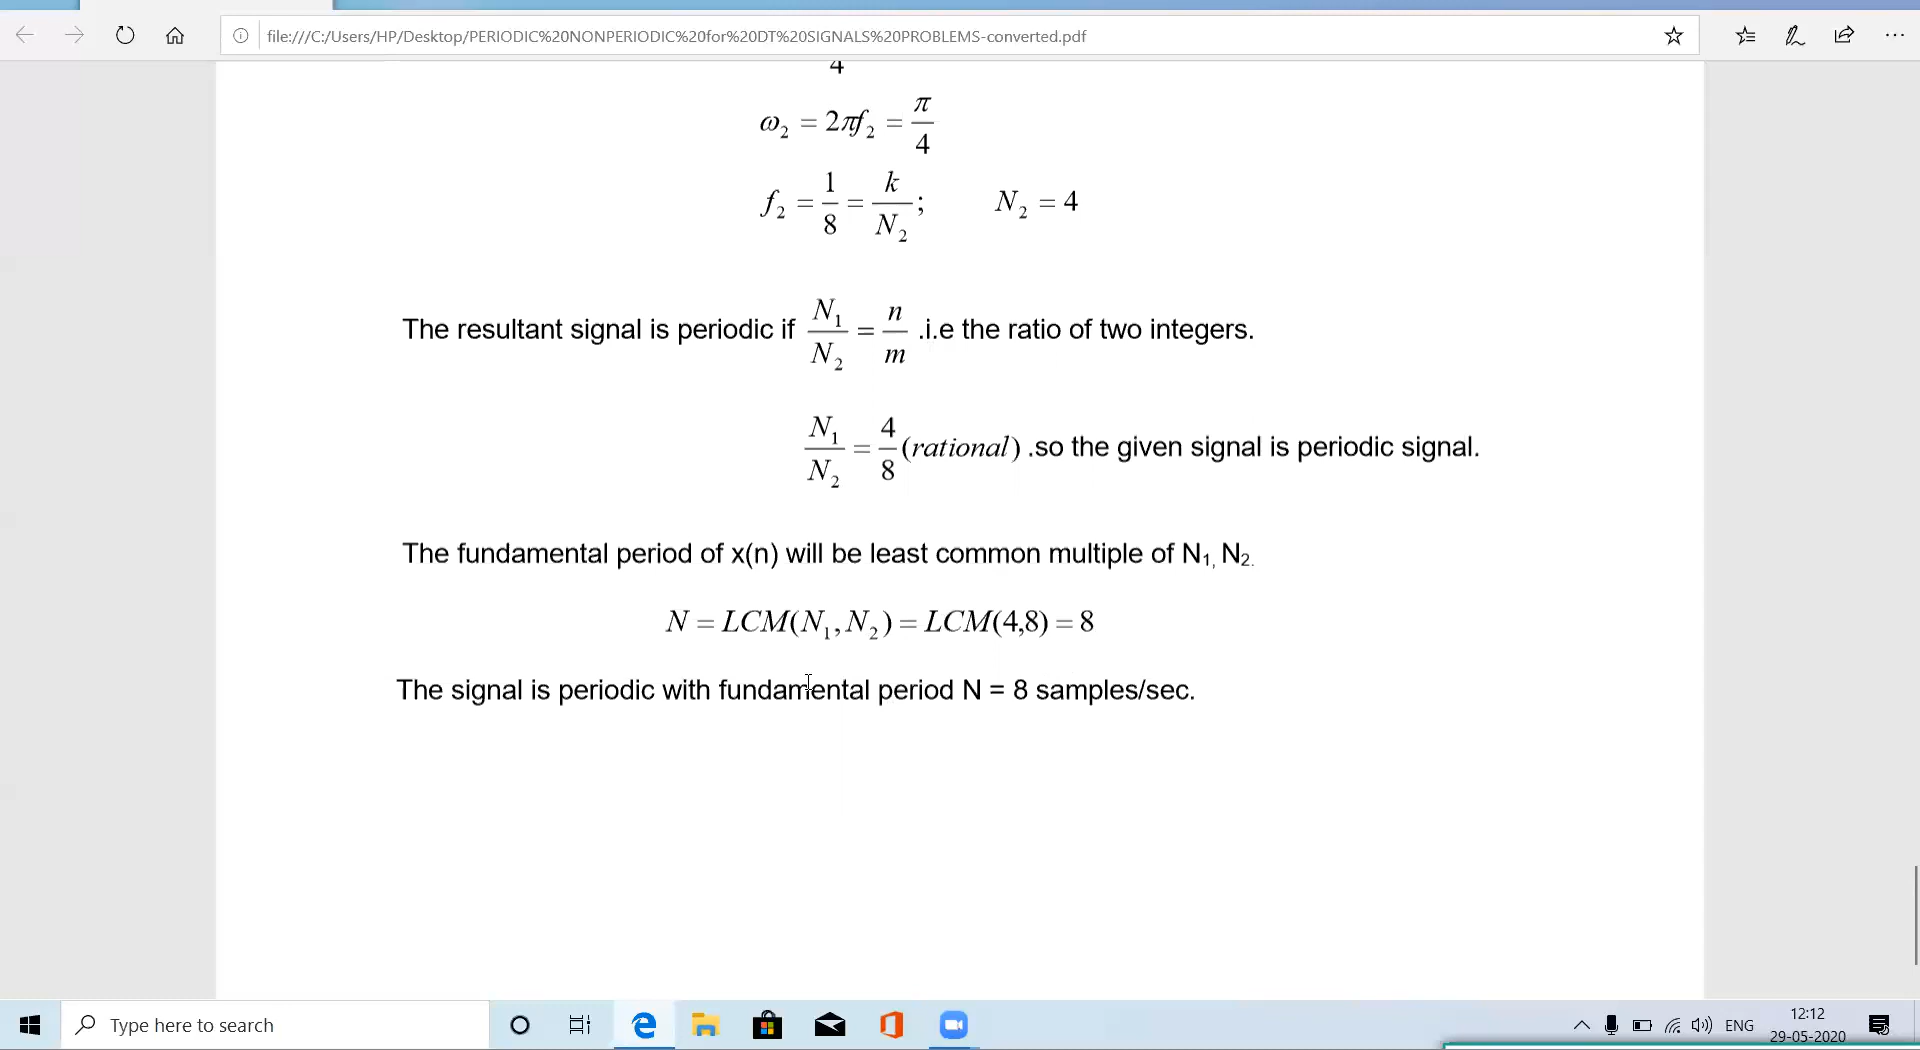 file:///C:/Users/HP/Desktop/PERIODIC%20NONPERIODIC%20for%20DT%20SIGNALS%20PROBLEMS-converted.pdf
4
ω₂ = 2πf₂ = π/4
f₂ = 1/8 = k/N₂; N₂ = 4
The resultant signal is periodic if N₁/N₂ = n/m .i.e the ratio of two integers.
N₁/N₂ = 4/8 (rational) .so the given signal is periodic signal.
The fundamental period of x(n) will be least common multiple of N₁, N₂.
N = LCM(N₁, N₂) = LCM(4,8) = 8
The signal is periodic with fundamental period N = 8 samples/sec.
Type here to search
ENG
12:12
29-05-2020